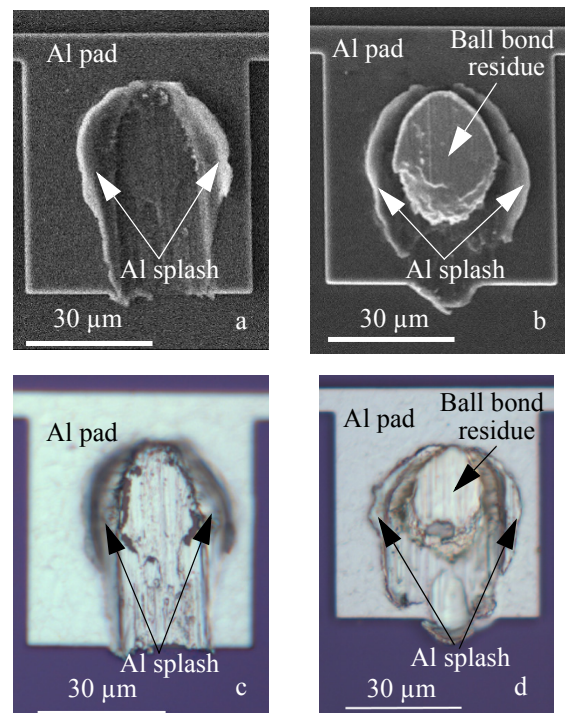 Al pad
Al splash
30 µm
a
Al pad
Ball bond
residue
Al splash
30 µm
b
Al pad
Al splash
30 µm
c
Al pad
Ball bond
residue
Al splash
30 µm
d